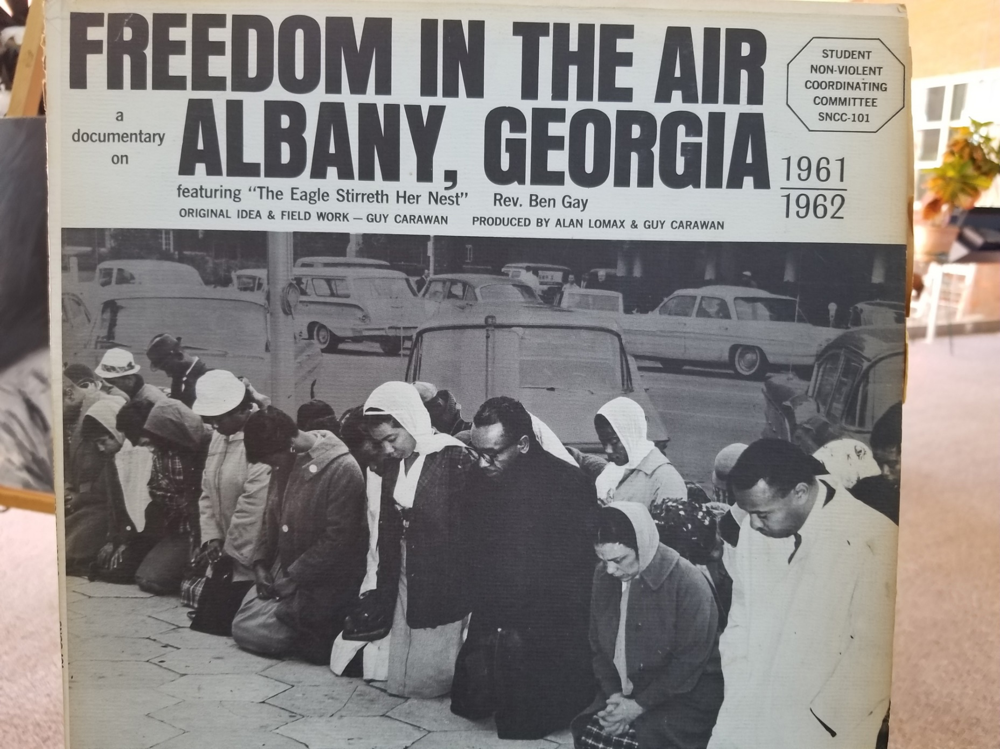 FREEDOM IN THE AIR
a
documentary
on
ALBANY, GEORGIA
1961
1962
featuring “The Eagle Stirreth Her Nest” Rev. Ben Gay
ORIGINAL IDEA & FIELD WORK — GUY CARAWAN PRODUCED BY ALAN LOMAX & GUY CARAWAN
STUDENT
NON-VIOLENT
COORDINATING
COMMITTEE
SNCC-101